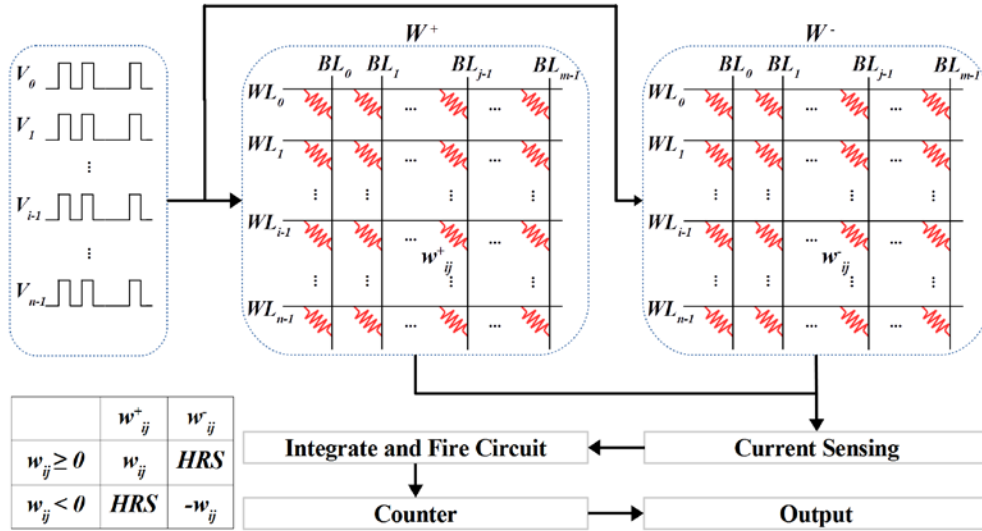 W⁺
W⁻
BL₀ BL₁ BLⱼ₋₁ BLₘ₋₁
BL₀ BL₁ BLⱼ₋₁ BLₘ₋₁
V₀
V₁
⋮
Vᵢ₋₁
⋮
Vₙ₋₁
WL₀ ... ...
WL₁ ... ...
⋮ ⋮ ⋮ ⋮
WLᵢ₋₁ ... ...
w⁺ᵢⱼ
⋮ ⋮ ⋮ ⋮
WLₙ₋₁ ... ...
WL₀ ... ...
WL₁ ... ...
⋮ ⋮ ⋮ ⋮
WLᵢ₋₁ ... ...
w⁻ᵢⱼ
⋮ ⋮ ⋮ ⋮
WLₙ₋₁ ... ...
w⁺ᵢⱼ w⁻ᵢⱼ
wᵢⱼ ≥ 0 wᵢⱼ HRS
wᵢⱼ < 0 HRS -wᵢⱼ
Integrate and Fire Circuit
Current Sensing
Counter
Output